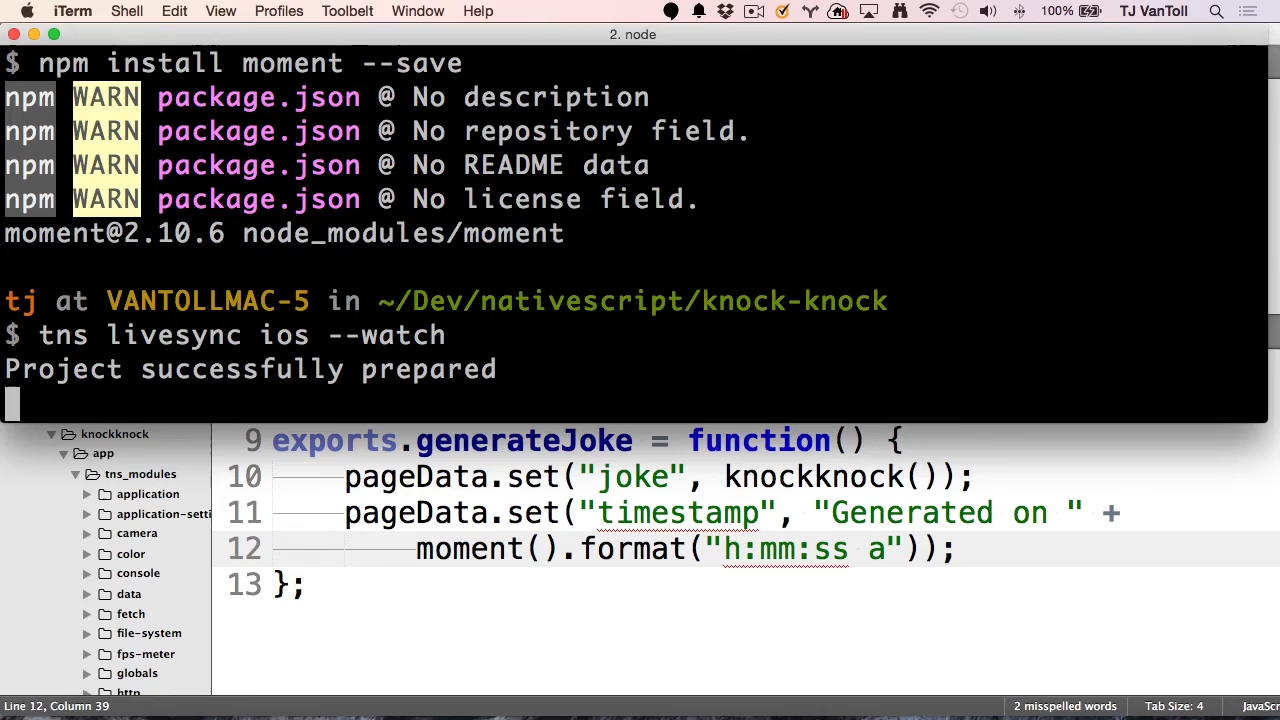 iTerm Shell Edit View Profiles Toolbelt Window Help 100% TJ VanToll
2. node
$ npm install moment --save
npm WARN package.json @ No description
npm WARN package.json @ No repository field.
npm WARN package.json @ No README data
npm WARN package.json @ No license field.
moment@2.10.6 node_modules/moment
tj at VANTOLLMAC-5 in ~/Dev/nativescript/knock-knock
$ tns livesync ios --watch
Project successfully prepared
knockknock
app
tns_modules
application
application-setti
camera
color
console
data
fetch
file-system
fps-meter
globals
http
9 exports.generateJoke = function() {
10 pageData.set("joke", knockknock());
11 pageData.set("timestamp", "Generated on " +
12 moment().format("h:mm:ss a"));
13 };
Line 12, Column 39
2 misspelled words
Tab Size: 4
JavaSc